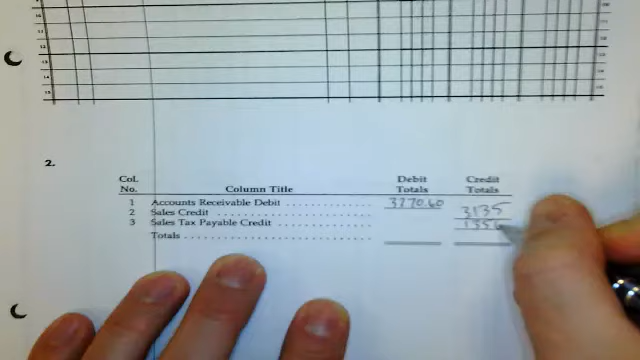 2.
Col. No. Column Title Debit Totals Credit Totals
1 Accounts Receivable Debit . . . . . . . . . . . 3270.60
2 Sales Credit . . . . . . . . . . . . . . . . . . . . . . . 3135
3 Sales Tax Payable Credit . . . . . . . . . . . .
Totals . . . . . . . . . . . . . . . . . . . . . . . . . . .